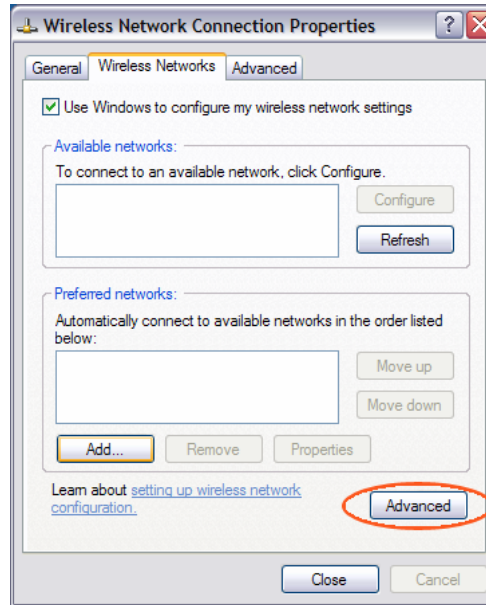 Wireless Network Connection Properties
General
Wireless Networks
Advanced
Use Windows to configure my wireless network settings
Available networks:
To connect to an available network, click Configure.
Configure
Refresh
Preferred networks:
Automatically connect to available networks in the order listed
below:
Move up
Move down
Add...
Remove
Properties
Learn about setting up wireless network
configuration.
Advanced
Close
Cancel